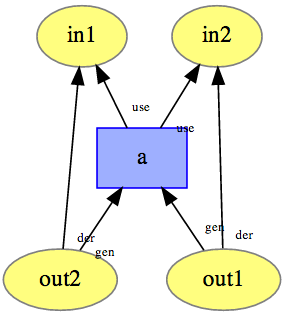 in1
in2
use
use
a
der
gen
gen
der
out2
out1